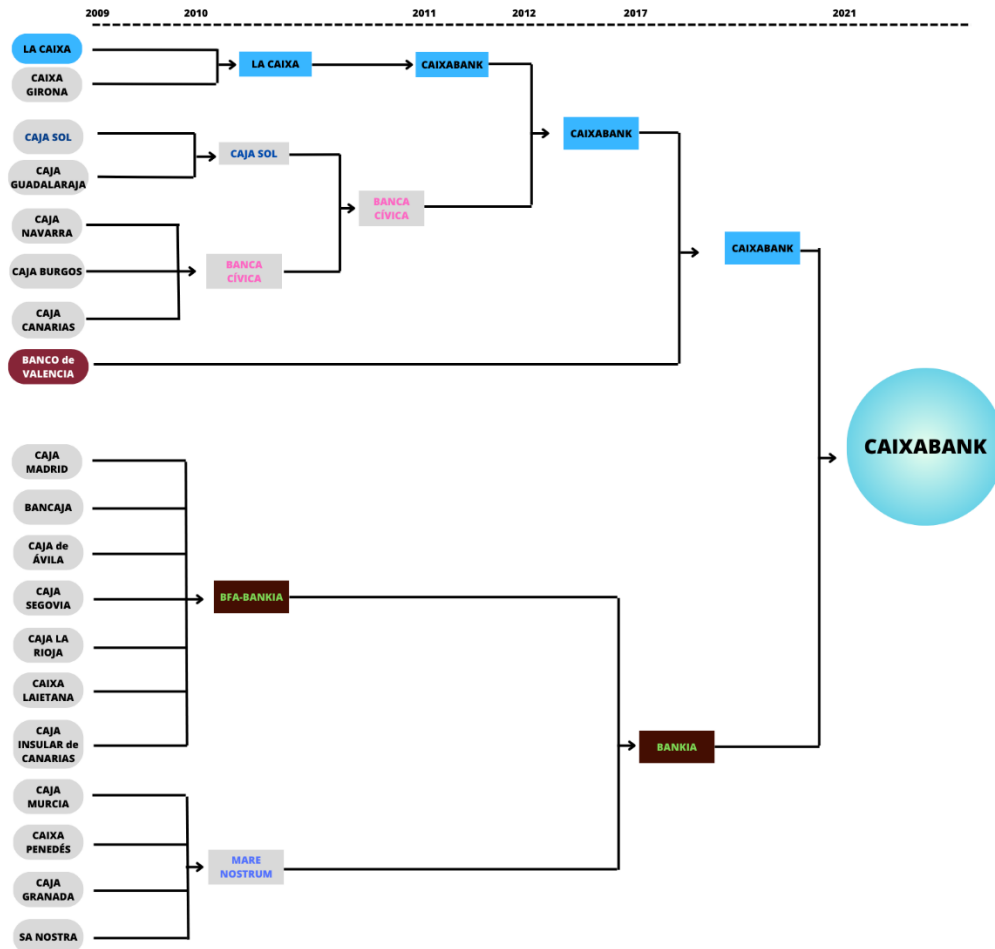 2009 2010 2011 2012 2017 2021
LA CAIXA
CAIXA
GIRONA
LA CAIXA
CAIXABANK
CAJA SOL
CAJA
GUADALARAJA
CAJA SOL
CAIXABANK
CAJA
NAVARRA
CAJA BURGOS
CAJA
CANARIAS
BANCA
CÍVICA
BANCA
CÍVICA
CAIXABANK
BANCO de
VALENCIA
CAIXABANK
CAJA
MADRID
BANCAJA
CAJA de
ÁVILA
CAJA
SEGOVIA
CAJA LA
RIOJA
CAIXA
LAIETANA
CAJA
INSULAR de
CANARIAS
BFA-BANKIA
BANKIA
CAJA
MURCIA
CAIXA
PENEDÉS
CAJA
GRANADA
SA NOSTRA
MARE
NOSTRUM